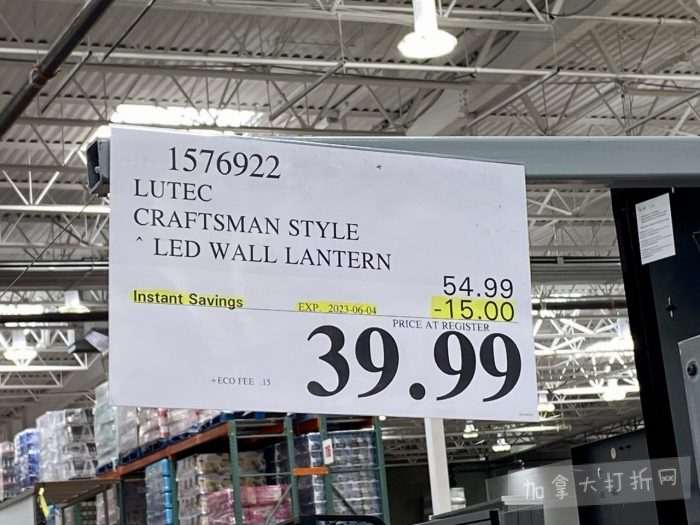 1576922
LUTEC
CRAFTSMAN STYLE
^ LED WALL LANTERN
54.99
Instant Savings EXP. 2023-06-04 -15.00
PRICE AT REGISTER
39.99
+ECO FEE .15
加拿大打折网